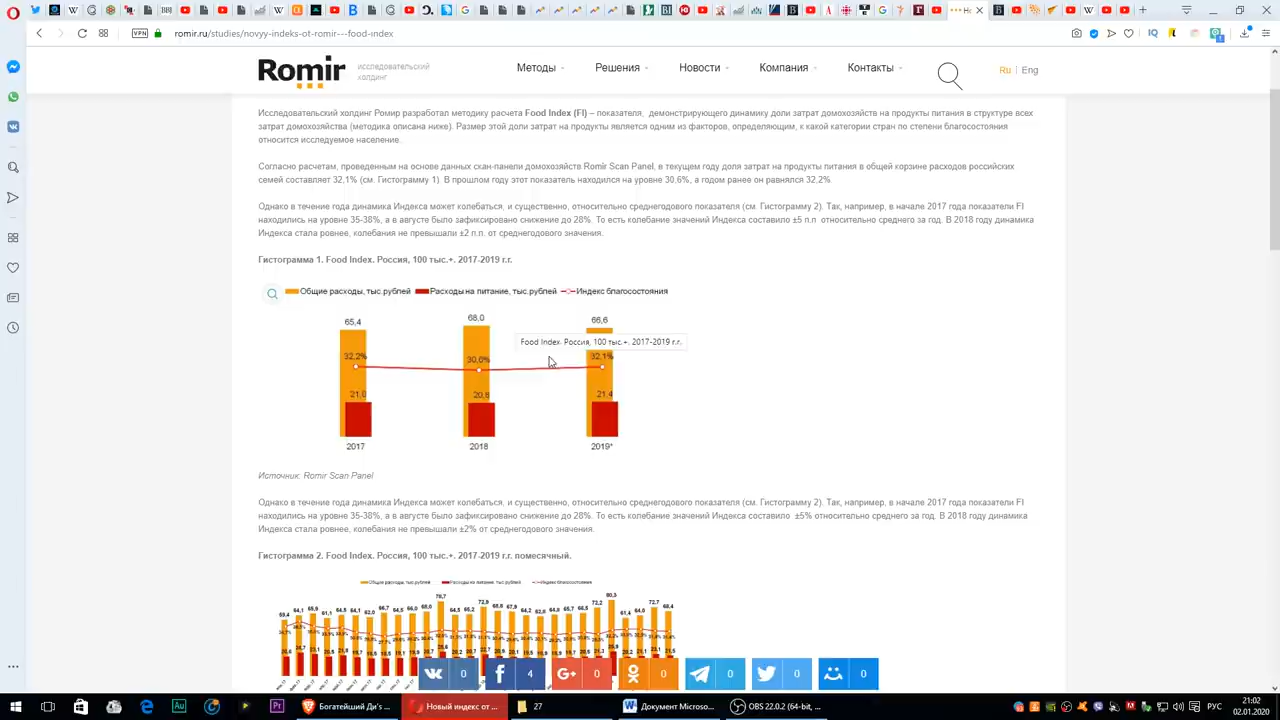 VPN
romir.ru/studies/novyy-indeks-ot-romir---food-index
IQ
Romir
исследовательский
холдинг
Методы
Решения
Новости
Компания
Контакты
Ru | Eng
Исследовательский холдинг Ромир разработал методику расчета Food Index (FI) – показателя, демонстрирующего динамику доли затрат домохозяйств на продукты питания в структуре всех
затрат домохозяйства (методика описана ниже). Размер этой доли затрат на продукты является одним из факторов, определяющим, к какой категории стран по степени благосостояния
относится исследуемое население.
Согласно расчетам, проведенным на основе данных скан-панели домохозяйств Romir Scan Panel, в текущем году доля затрат на продукты питания в общей корзине расходов российских
семей составляет 32,1% (см. Гистограмму 1). В прошлом году этот показатель находился на уровне 30,6%, а годом ранее он равнялся 32,2%.
Однако в течение года динамика Индекса может колебаться, и существенно, относительно среднегодового показателя (см. Гистограмму 2). Так, например, в начале 2017 года показатели FI
находились на уровне 35-38%, а в августе было зафиксировано снижение до 28%. То есть колебание значений Индекса составило ±5 п.п относительно среднего за год. В 2018 году динамика
Индекса стала ровнее, колебания не превышали ±2 п.п. от среднегодового значения.
Гистограмма 1. Food Index. Россия, 100 тыс.+. 2017-2019 г.г.
Общие расходы, тыс.рублей Расходы на питание, тыс.рублей Индекс благосостояния
65,4 68,0 66,6
Food Index. Россия, 100 тыс.+. 2017-2019 г.г.
32,2% 30,6% 32,1%
21,0 20,8 21,4
2017 2018 2019*
Источник: Romir Scan Panel
Однако в течение года динамика Индекса может колебаться, и существенно, относительно среднегодового показателя (см. Гистограмму 2). Так, например, в начале 2017 года показатели FI
находились на уровне 35-38%, а в августе было зафиксировано снижение до 28%. То есть колебание значений Индекса составило ±5% относительно среднего за год. В 2018 году динамика
Индекса стала ровнее, колебания не превышали ±2% от среднегодового значения.
Гистограмма 2. Food Index. Россия, 100 тыс.+. 2017-2019 г.г. помесячный.
Общие расходы, тыс.рублей Расходы на питание, тыс.рублей Индекс благосостояния
0 4 0 0 0 0 0
Богатейший Ди's ...
Новый индекс от ...
27
Документ Microso...
OBS 22.0.2 (64-bit, ...
РУС
21:02
02.01.2020